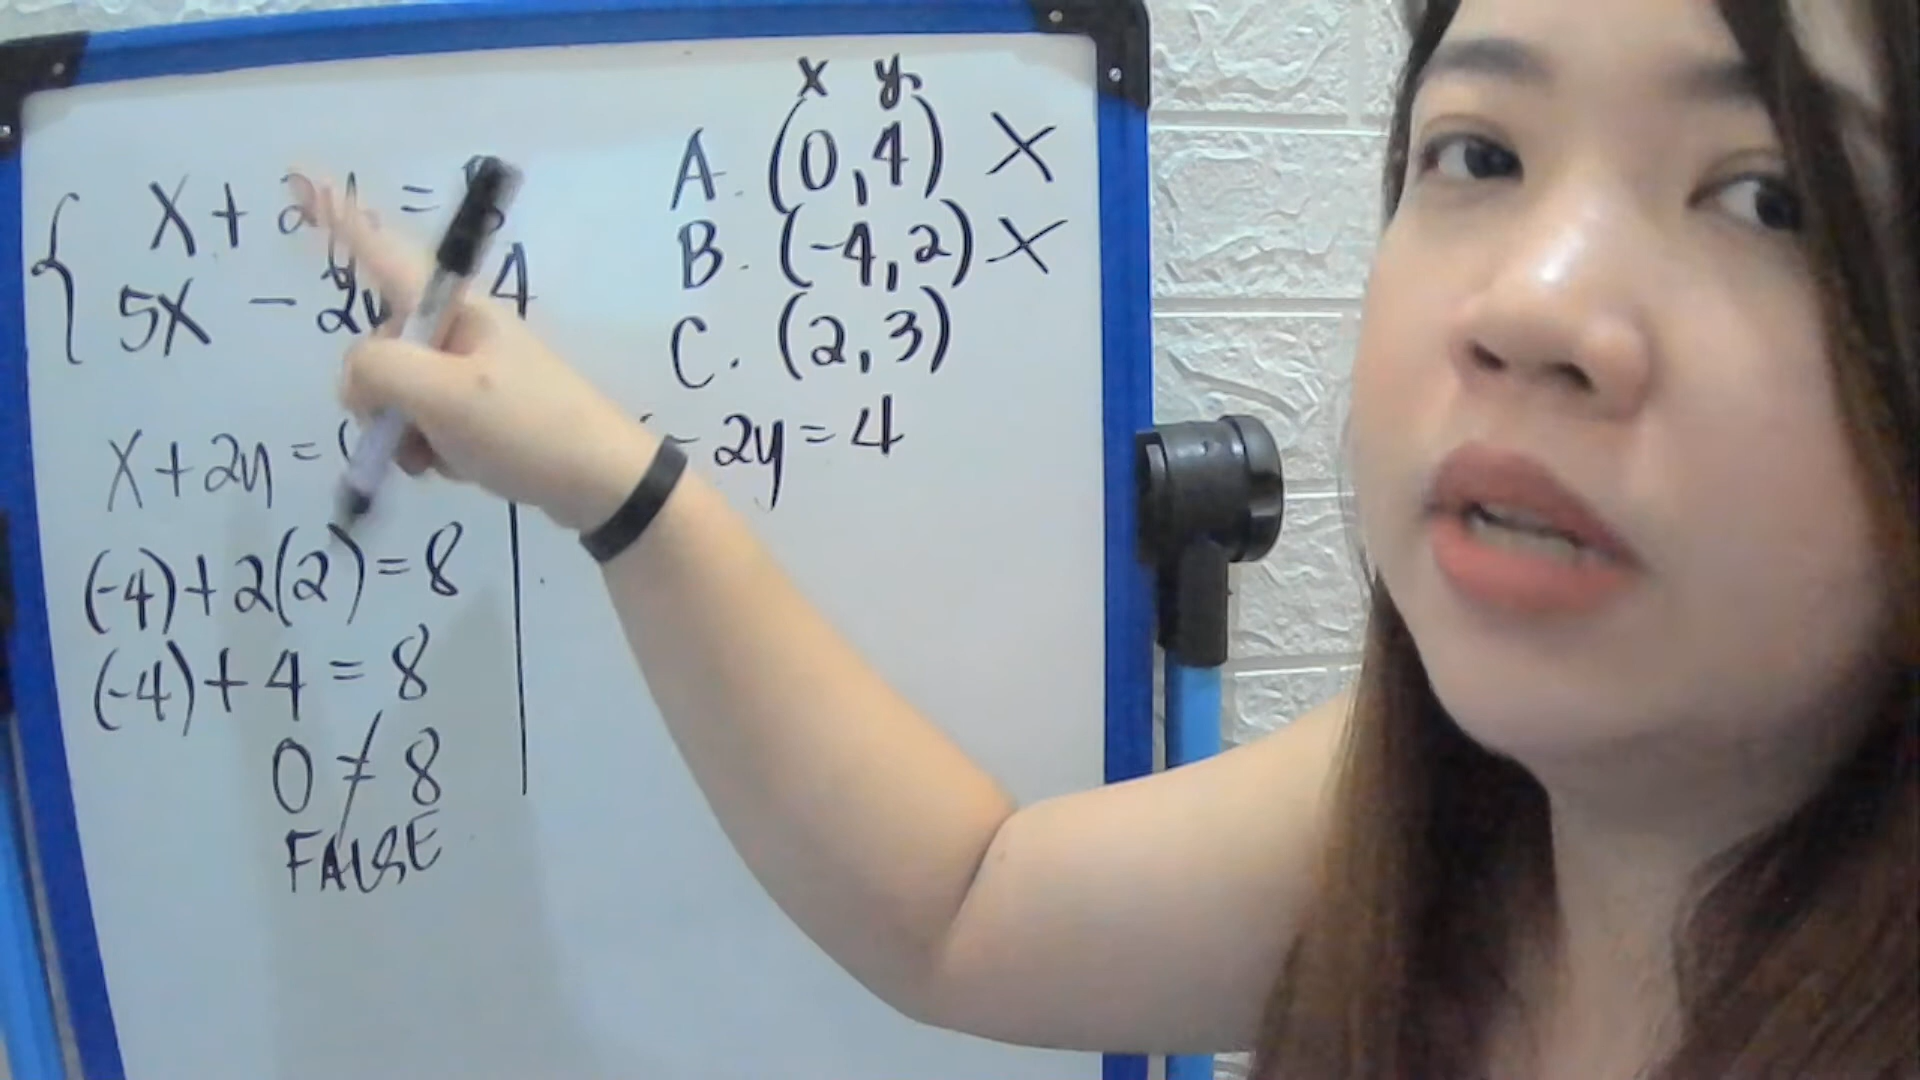 x y
A. (0,4) X
x + 2y =
B. (-4,2) X
5x - 2y 4
C. (2,3)
x + 2y =
- 2y = 4
(-4) + 2(2) = 8
(-4) + 4 = 8
0 ≠ 8
FALSE